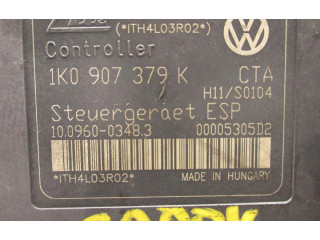 (*ITH4L03R02*)
Controller
1K0 907 379 K CTA
H11/S0104
Steuergeraet ESP
10.0960-0348.3 00005305D2
*ITH4L03R02* MADE IN HUNGARY